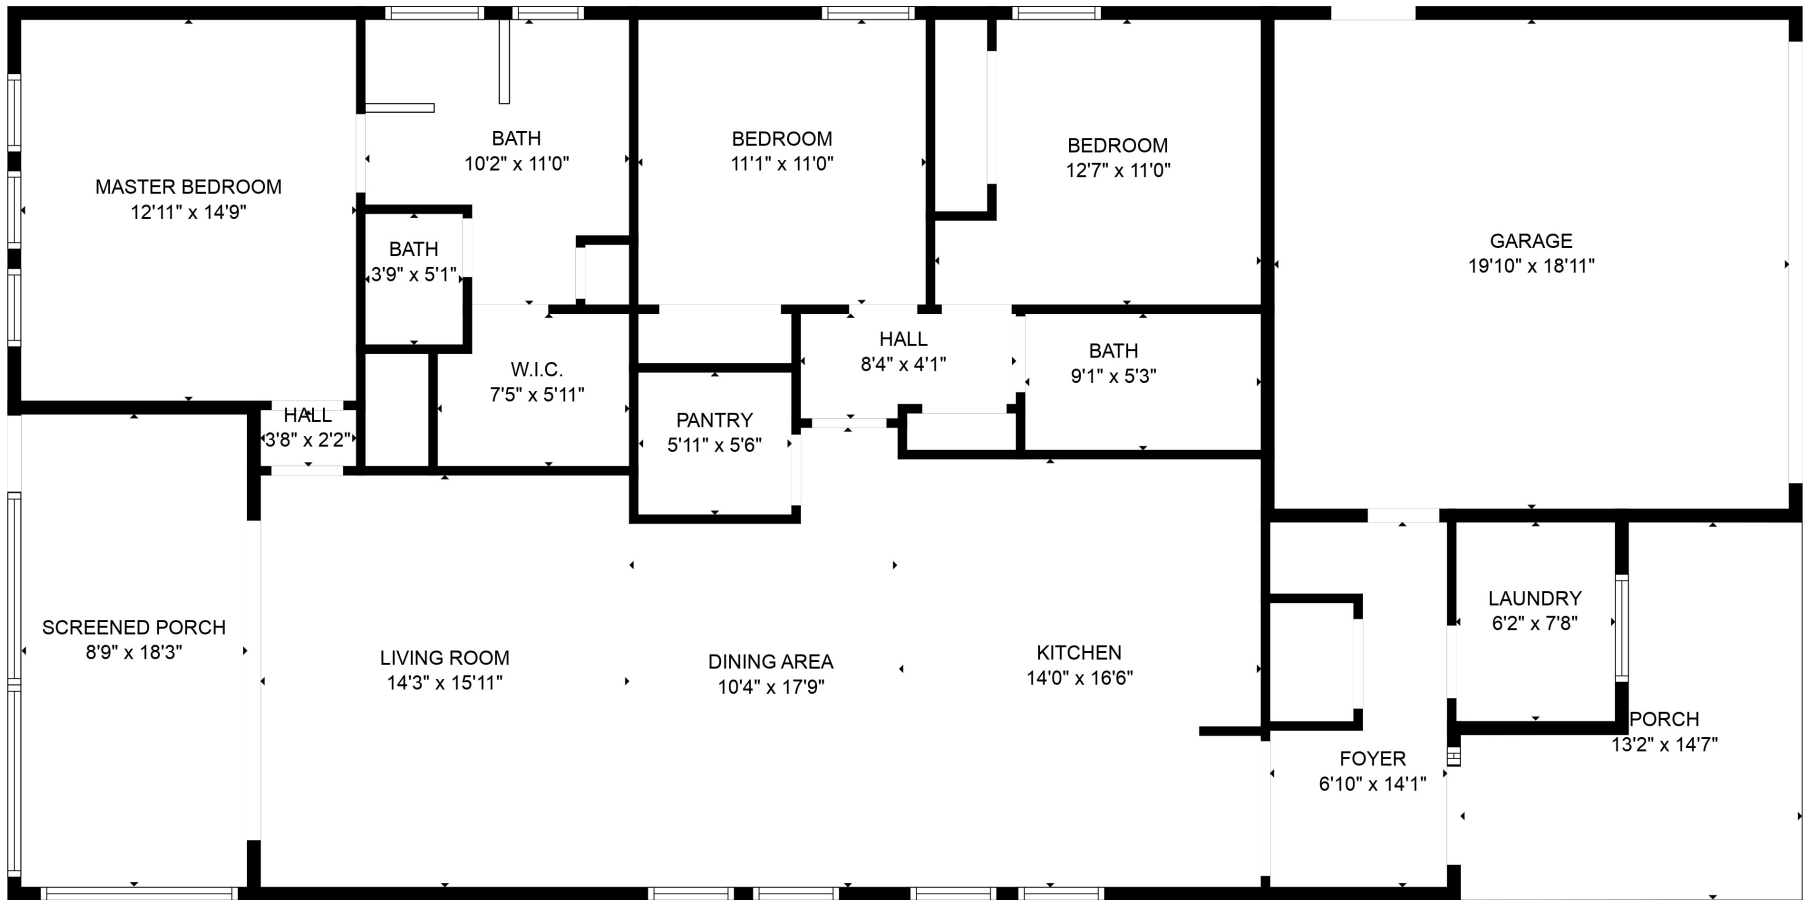 MASTER BEDROOM
12'11" x 14'9"
BATH
10'2" x 11'0"
BATH
3'9" x 5'1"
BEDROOM
11'1" x 11'0"
BEDROOM
12'7" x 11'0"
GARAGE
19'10" x 18'11"
HALL
8'4" x 4'1"
BATH
9'1" x 5'3"
W.I.C.
7'5" x 5'11"
HALL
3'8" x 2'2"
PANTRY
5'11" x 5'6"
SCREENED PORCH
8'9" x 18'3"
LIVING ROOM
14'3" x 15'11"
DINING AREA
10'4" x 17'9"
KITCHEN
14'0" x 16'6"
LAUNDRY
6'2" x 7'8"
PORCH
13'2" x 14'7"
FOYER
6'10" x 14'1"